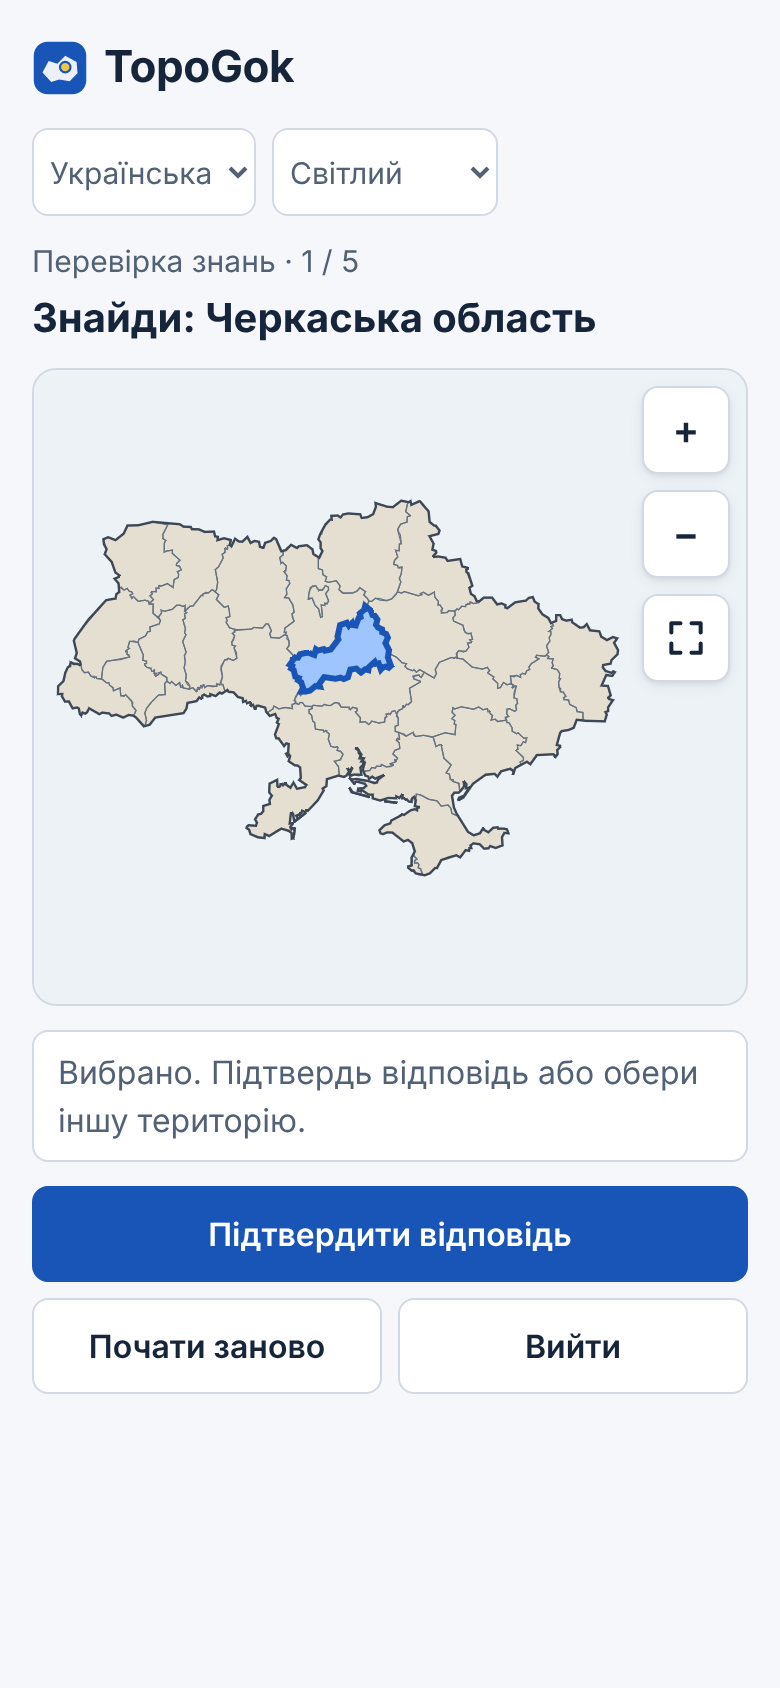 TopoGok
Українська
Світлий
Перевірка знань · 1 / 5
Знайди: Черкаська область
+
−
Вибрано. Підтвердь відповідь або обери
іншу територію.
Підтвердити відповідь
Почати заново
Вийти